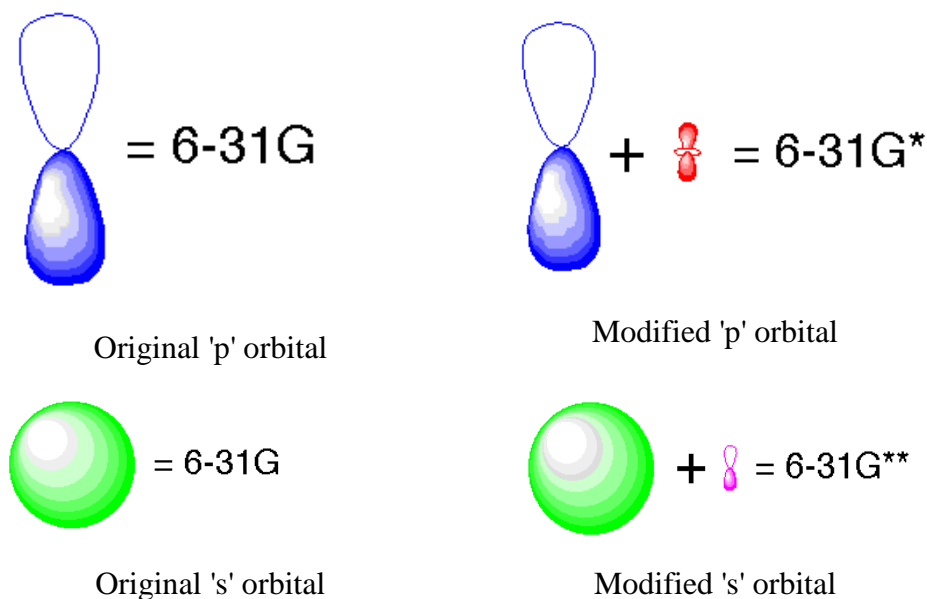 = 6-31G
+ = 6-31G*
Original 'p' orbital
Modified 'p' orbital
= 6-31G
+ = 6-31G**
Original 's' orbital
Modified 's' orbital